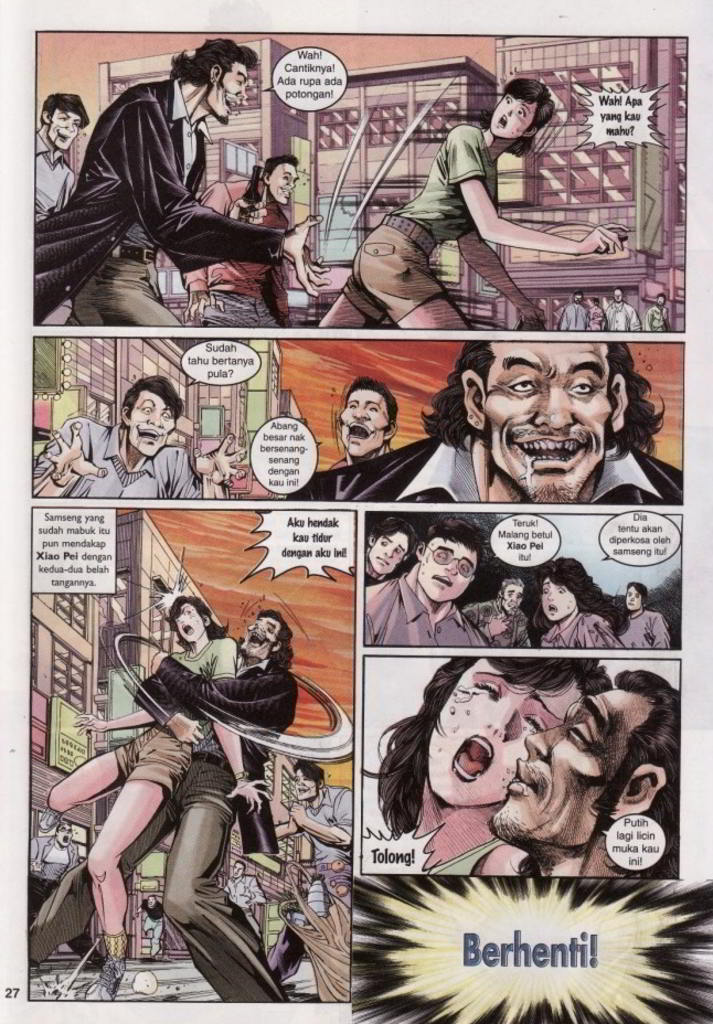 Wah!
Cantiknya!
Ada rupa ada
potongan!
Wah! Apa
yang kau
mahu?
Sudah
tahu bertanya
pula?
Abang
besar nak
bersenang-
senang
dengan
kau ini!
Samseng yang
sudah mabuk itu
pun mendakap
Xiao Pei dengan
kedua-dua belah
tangannya.
Aku hendak
kau tidur
dengan aku ini!
Teruk!
Malang betul
Xiao Pei
itu!
Dia
tentu akan
diperkosa oleh
samseng itu!
Tolong!
Putih
lagi licin
muka kau
ini!
Berhenti!
27